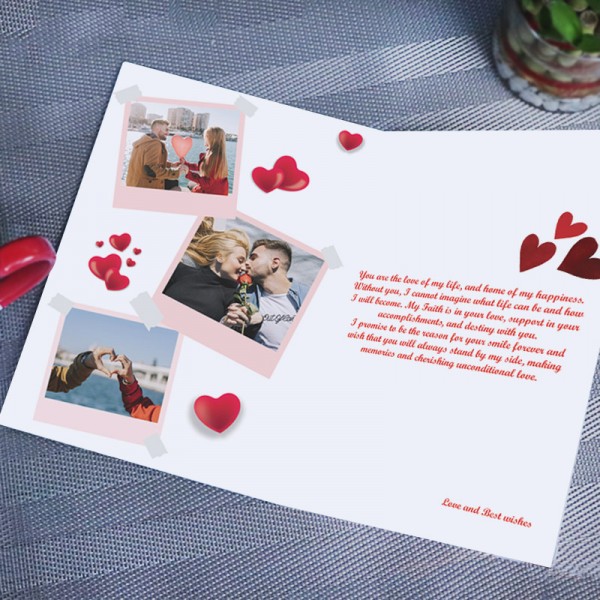 You are the love of my life, and home of my happiness.
Without you, I cannot imagine what life can be and how
I will become. My Faith is in your love, support in your
accomplishments, and destiny with you.
I promise to be the reason for your smile forever and
wish that you will always stand by my side, making
memories and cherishing unconditional love.
Love and Best wishes